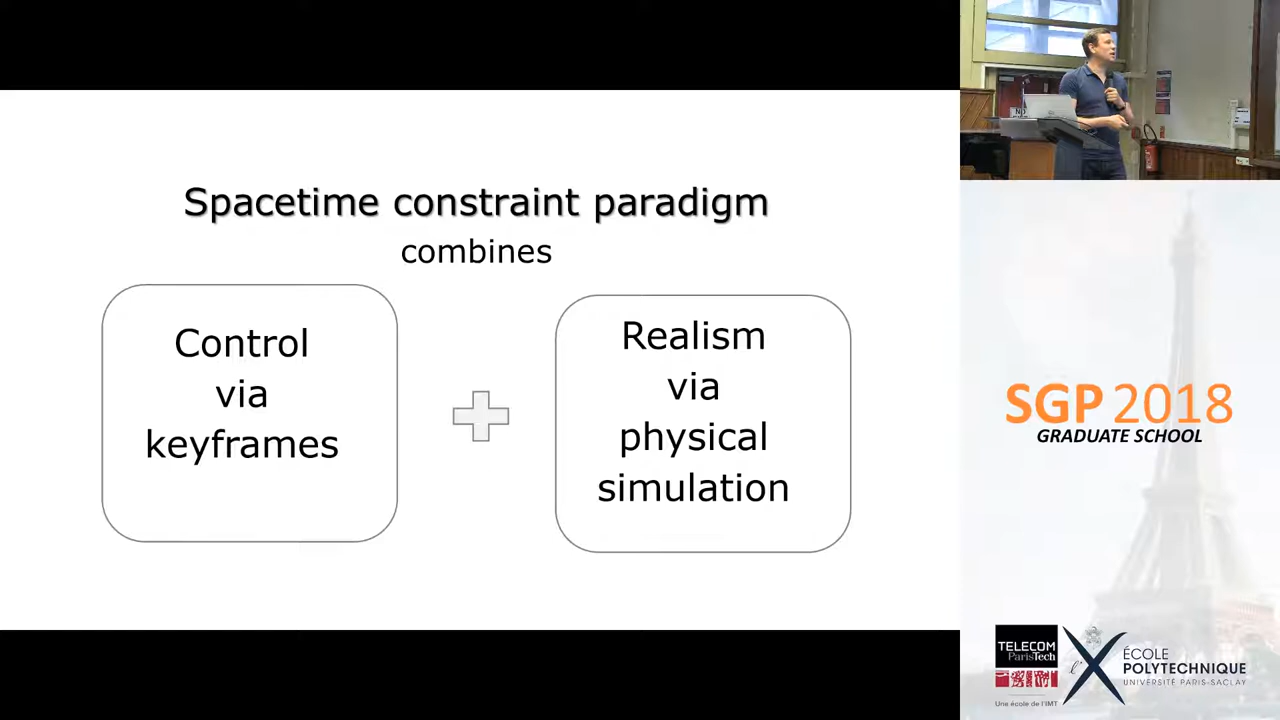 Spacetime constraint paradigm
combines
Control
via
keyframes
Realism
via
physical
simulation
SGP 2018
GRADUATE SCHOOL
TELECOM
ParisTech
Une école de l'IMT
l'X
ÉCOLE
POLYTECHNIQUE
UNIVERSITÉ PARIS-SACLAY